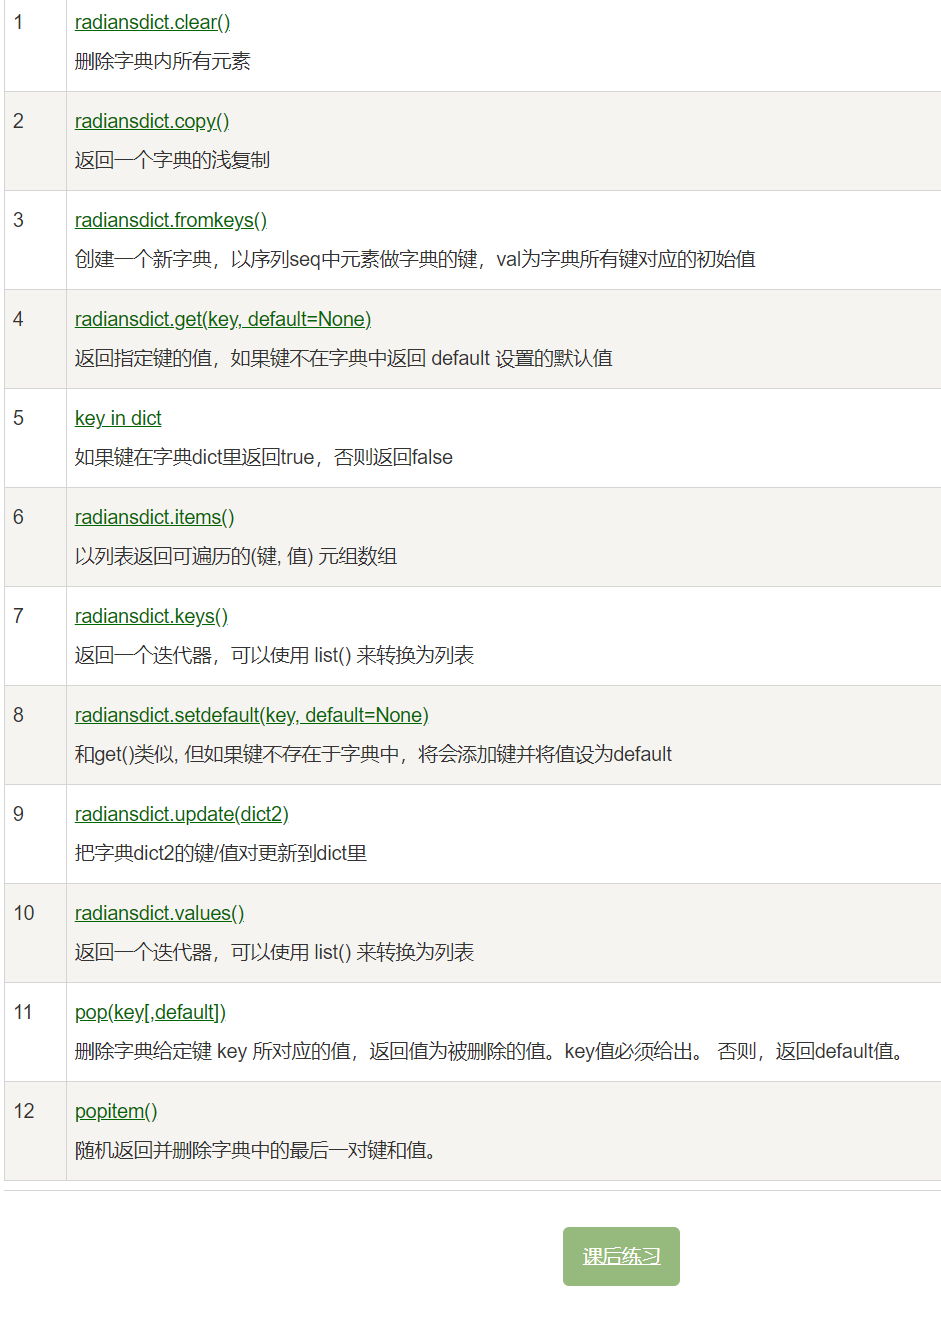 1 radiansdict.clear()
删除字典内所有元素
2 radiansdict.copy()
返回一个字典的浅复制
3 radiansdict.fromkeys()
创建一个新字典，以序列seq中元素做字典的键，val为字典所有键对应的初始值
4 radiansdict.get(key, default=None)
返回指定键的值，如果键不在字典中返回 default 设置的默认值
5 key in dict
如果键在字典dict里返回true，否则返回false
6 radiansdict.items()
以列表返回可遍历的(键, 值) 元组数组
7 radiansdict.keys()
返回一个迭代器，可以使用 list() 来转换为列表
8 radiansdict.setdefault(key, default=None)
和get()类似, 但如果键不存在于字典中，将会添加键并将值设为default
9 radiansdict.update(dict2)
把字典dict2的键/值对更新到dict里
10 radiansdict.values()
返回一个迭代器，可以使用 list() 来转换为列表
11 pop(key[,default])
删除字典给定键 key 所对应的值，返回值为被删除的值。key值必须给出。 否则，返回default值。
12 popitem()
随机返回并删除字典中的最后一对键和值。
课后练习